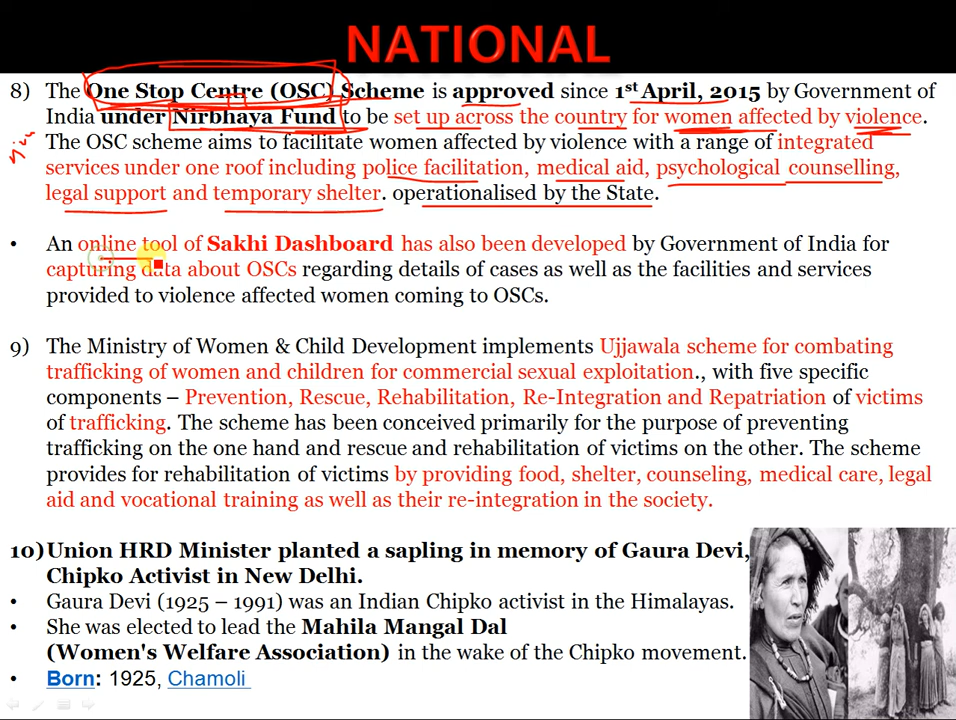 NATIONAL
8) The One Stop Centre (OSC) Scheme is approved since 1st April, 2015 by Government of
India under Nirbhaya Fund to be set up across the country for women affected by violence.
The OSC scheme aims to facilitate women affected by violence with a range of integrated
services under one roof including police facilitation, medical aid, psychological counselling,
legal support and temporary shelter. operationalised by the State.
• An online tool of Sakhi Dashboard has also been developed by Government of India for
capturing data about OSCs regarding details of cases as well as the facilities and services
provided to violence affected women coming to OSCs.
9) The Ministry of Women & Child Development implements Ujjawala scheme for combating
trafficking of women and children for commercial sexual exploitation., with five specific
components – Prevention, Rescue, Rehabilitation, Re-Integration and Repatriation of victims
of trafficking. The scheme has been conceived primarily for the purpose of preventing
trafficking on the one hand and rescue and rehabilitation of victims on the other. The scheme
provides for rehabilitation of victims by providing food, shelter, counseling, medical care, legal
aid and vocational training as well as their re-integration in the society.
10) Union HRD Minister planted a sapling in memory of Gaura Devi,
Chipko Activist in New Delhi.
• Gaura Devi (1925 – 1991) was an Indian Chipko activist in the Himalayas.
• She was elected to lead the Mahila Mangal Dal
(Women's Welfare Association) in the wake of the Chipko movement.
• Born: 1925, Chamoli